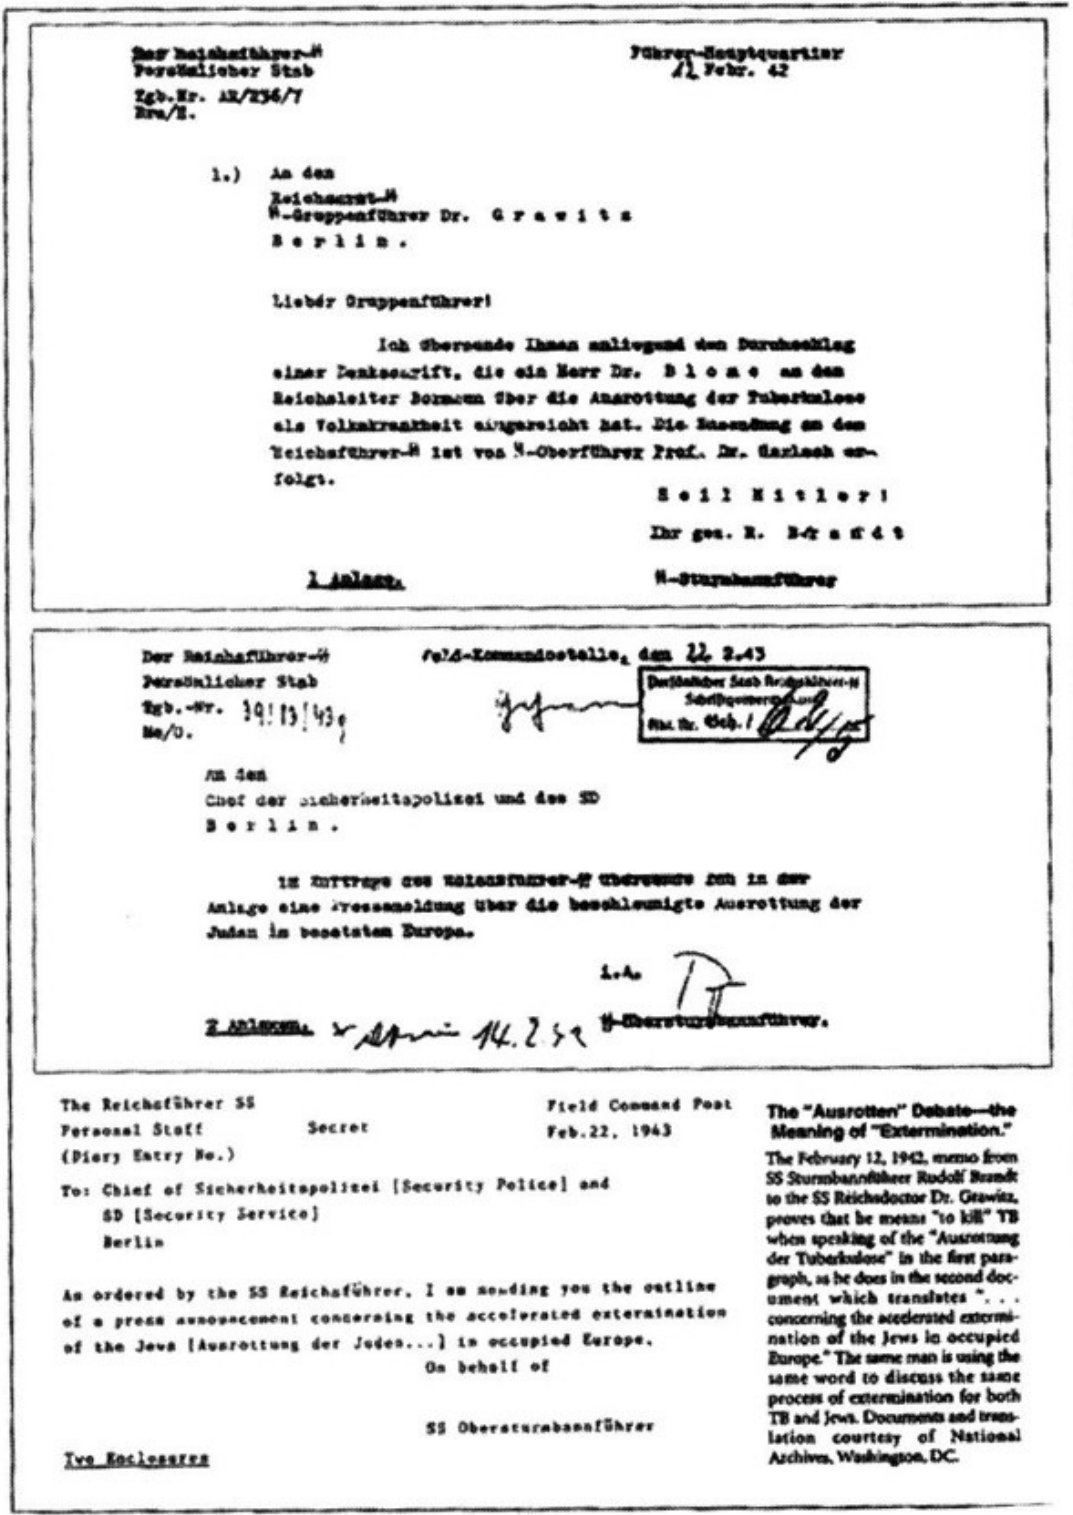 Der Reichsführer-SS
Persönlicher Stab
Tgb.Nr. AR/236/7
Bra/H.
Führer-Hauptquartier
12 Febr. 42
1.) An den
Reichsarzt-SS
SS-Gruppenführer Dr. G r a w i t z
B e r l i n .
Lieber Gruppenführer!
Ich übersende Ihnen anliegend den Durchschlag
einer Denkschrift, die ein Herr Dr. B l o m e an den
Reichsleiter Bormann über die Ausrottung der Tuberkulose
als Volkskrankheit eingereicht hat. Die Zusendung an den
Reichsführer-SS ist von SS-Oberführer Prof. Dr. Gerlach er-
folgt.
H e i l H i t l e r !
Ihr gez. R. B r a n d t
1 Anlage.
SS-Sturmbannführer
Der Reichsführer-SS
Persönlicher Stab
Tgb.-Nr. 39/13/43g
Me/U.
Feld-Kommandostelle, den 22 2.43
Persönlicher Stab Reichsführer-SS
Akt. Nr. Geh./
An den
Chef der Sicherheitspolizei und des SD
B e r l i n .
Im Auftrage des Reichsführer-SS übersende ich in der
Anlage eine Pressemeldung über die beschleunigte Ausrottung der
Juden im besetzten Europa.
i.A.
2 Anlagen.
SS-Obersturmbannführer.
The Reichsführer SS
Personal Staff Secret
(Diary Entry No.)
Field Command Post
Feb.22, 1943
To: Chief of Sicherheitspolizei [Security Police] and
SD [Security Service]
Berlin
As ordered by the SS Reichsführer, I am sending you the outline
of a press announcement concerning the accelerated extermination
of the Jews [Ausrottung der Juden...] in occupied Europe.
On behalf of
SS Obersturmbannführer
Two Enclosures
The "Ausrotten" Debate—the
Meaning of "Extermination."
The February 12, 1942, memo from
SS Sturmbannführer Rudolf Brandt
to the SS Reichsdoctor Dr. Grawitz,
proves that he means "to kill" TB
when speaking of the "Ausrottung
der Tuberkulose" in the first para-
graph, as he does in the second doc-
ument which translates ". . .
concerning the accelerated extermi-
nation of the Jews in occupied
Europe." The same man is using the
same word to discuss the same
process of extermination for both
TB and Jews. Documents and trans-
lation courtesy of National
Archives, Washington, DC.